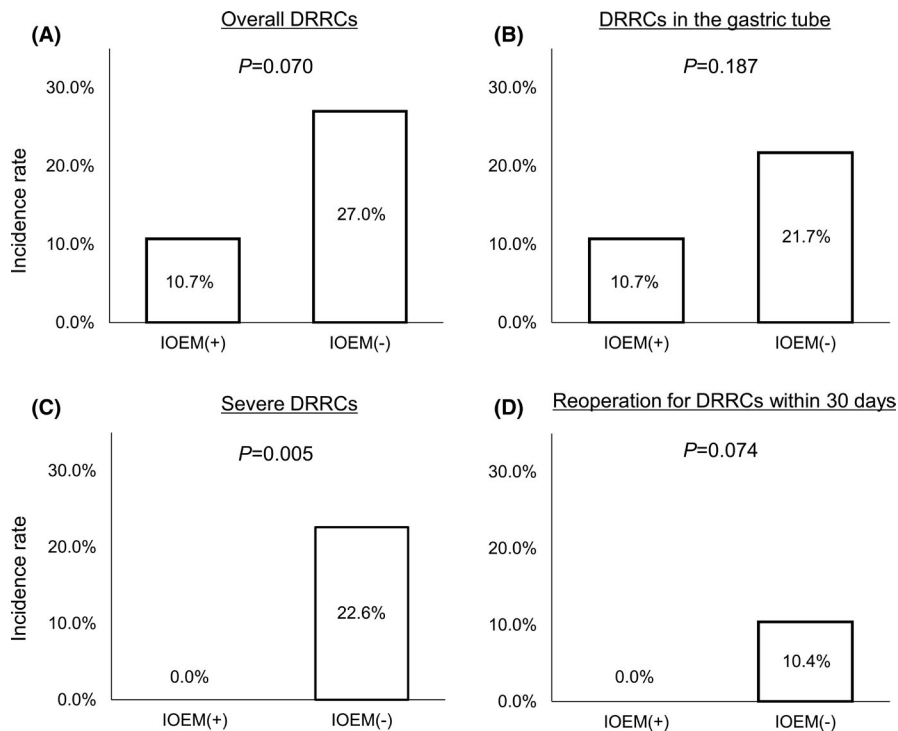 (A)
Overall DRRCs
P=0.070
Incidence rate
30.0%
20.0%
10.0%
0.0%
10.7%
27.0%
IOEM(+)
IOEM(-)
(B)
DRRCs in the gastric tube
P=0.187
30.0%
20.0%
10.0%
0.0%
10.7%
21.7%
IOEM(+)
IOEM(-)
(C)
Severe DRRCs
P=0.005
Incidence rate
30.0%
20.0%
10.0%
0.0%
0.0%
22.6%
IOEM(+)
IOEM(-)
(D)
Reoperation for DRRCs within 30 days
P=0.074
30.0%
20.0%
10.0%
0.0%
0.0%
10.4%
IOEM(+)
IOEM(-)